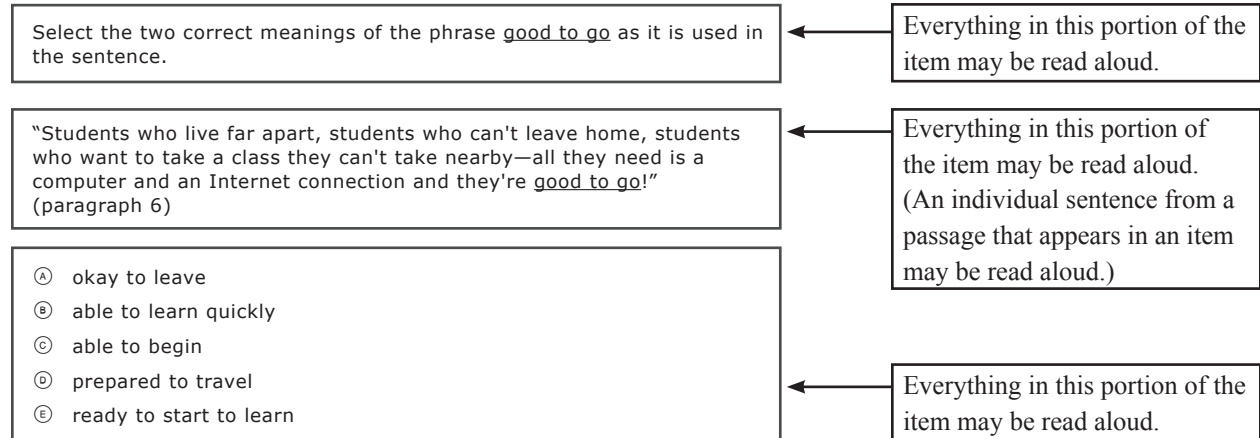 Select the two correct meanings of the phrase good to go as it is used in
the sentence.
Everything in this portion of the
item may be read aloud.
“Students who live far apart, students who can't leave home, students
who want to take a class they can't take nearby—all they need is a
computer and an Internet connection and they're good to go!”
(paragraph 6)
Everything in this portion of
the item may be read aloud.
(An individual sentence from a
passage that appears in an item
may be read aloud.)
Ⓐ okay to leave
Ⓑ able to learn quickly
Ⓒ able to begin
Ⓓ prepared to travel
Ⓔ ready to start to learn
Everything in this portion of the
item may be read aloud.